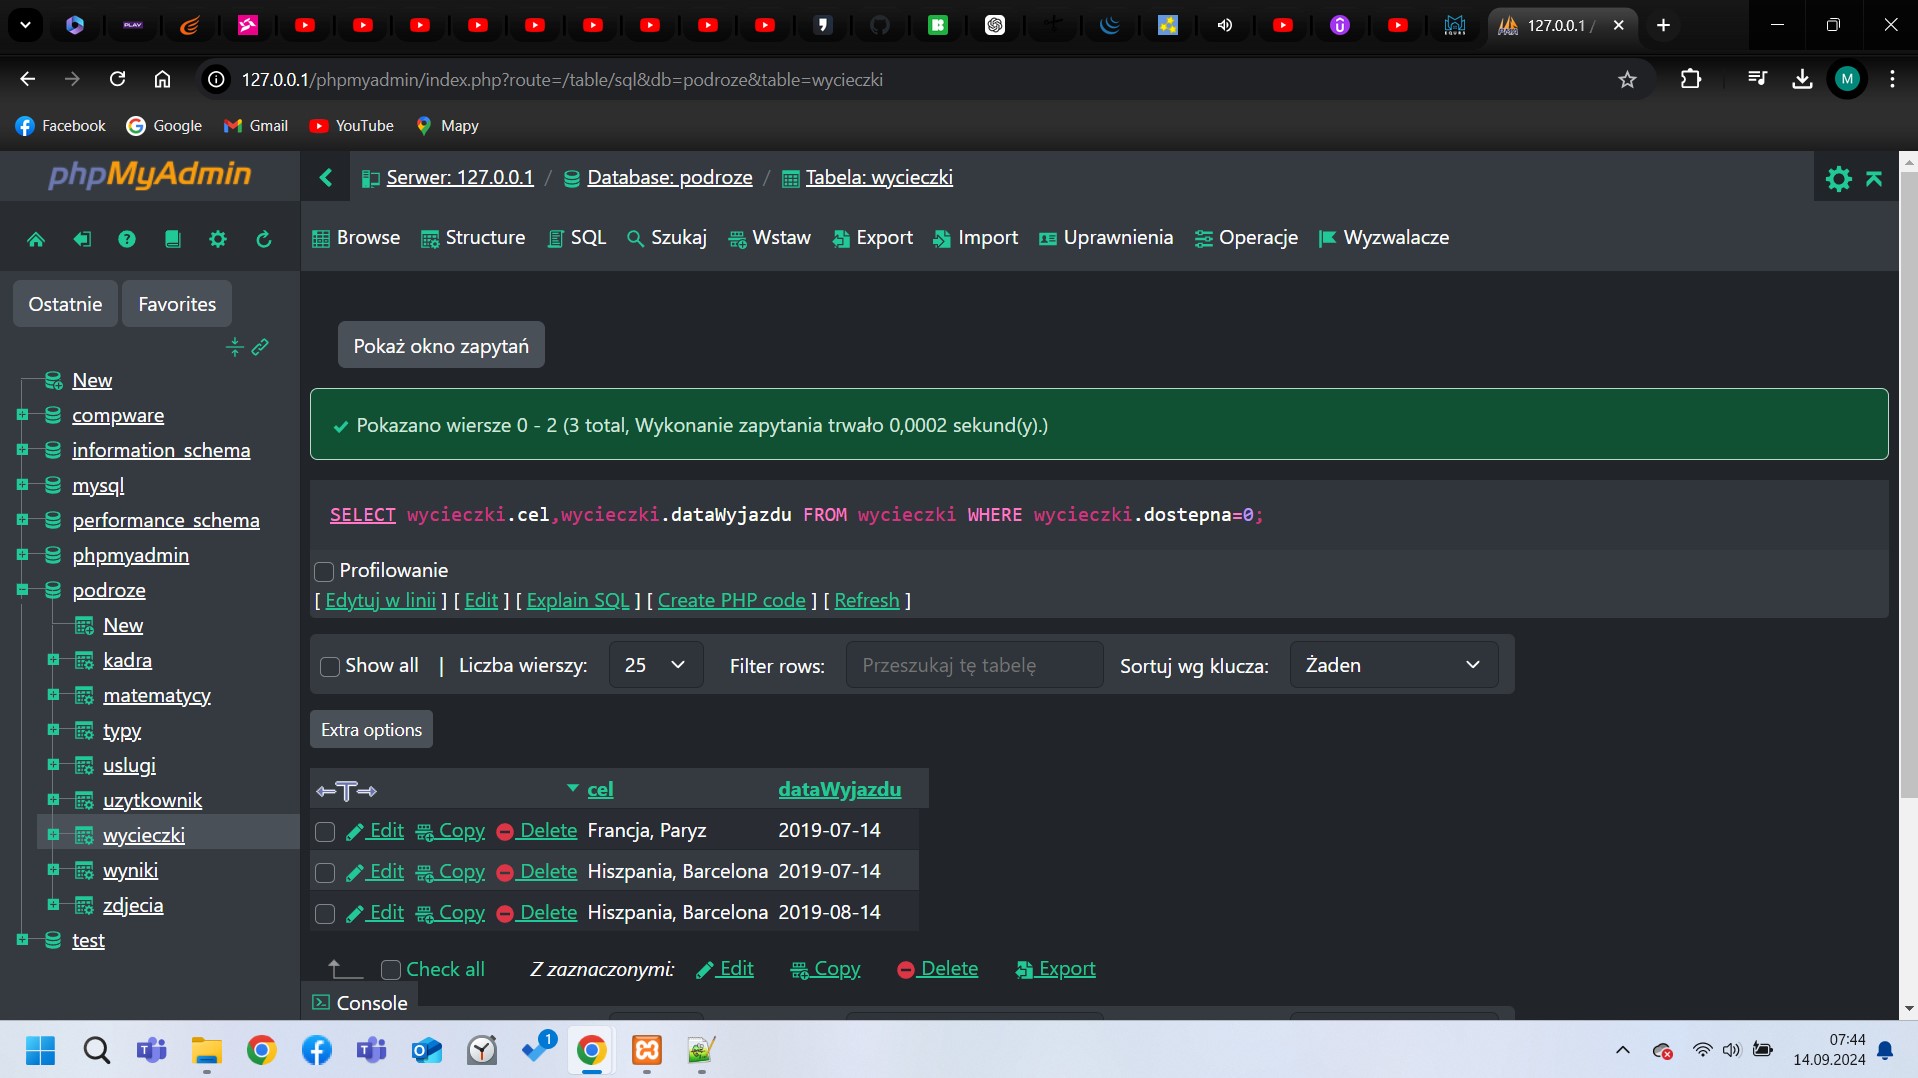 127.0.0.1 /
127.0.0.1/phpmyadmin/index.php?route=/table/sql&db=podroze&table=wycieczki
M
Facebook Google Gmail YouTube Mapy
phpMyAdmin
Serwer: 127.0.0.1 / Database: podroze / Tabela: wycieczki
Browse Structure SQL Szukaj Wstaw Export Import Uprawnienia Operacje Wyzwalacze
Ostatnie Favorites
New
compware
information_schema
mysql
performance_schema
phpmyadmin
podroze
New
kadra
matematycy
typy
uslugi
uzytkownik
wycieczki
wyniki
zdjecia
test
Pokaż okno zapytań
Pokazano wiersze 0 - 2 (3 total, Wykonanie zapytania trwało 0,0002 sekund(y).)
SELECT wycieczki.cel,wycieczki.dataWyjazdu FROM wycieczki WHERE wycieczki.dostepna=0;
Profilowanie
[ Edytuj w linii ] [ Edit ] [ Explain SQL ] [ Create PHP code ] [ Refresh ]
Show all | Liczba wierszy: 25 Filter rows: Przeszukaj tę tabelę Sortuj wg klucza: Żaden
Extra options
←T→ cel dataWyjazdu
Edit Copy Delete Francja, Paryz 2019-07-14
Edit Copy Delete Hiszpania, Barcelona 2019-07-14
Edit Copy Delete Hiszpania, Barcelona 2019-08-14
Check all Z zaznaczonymi: Edit Copy Delete Export
Console
1
07:44
14.09.2024